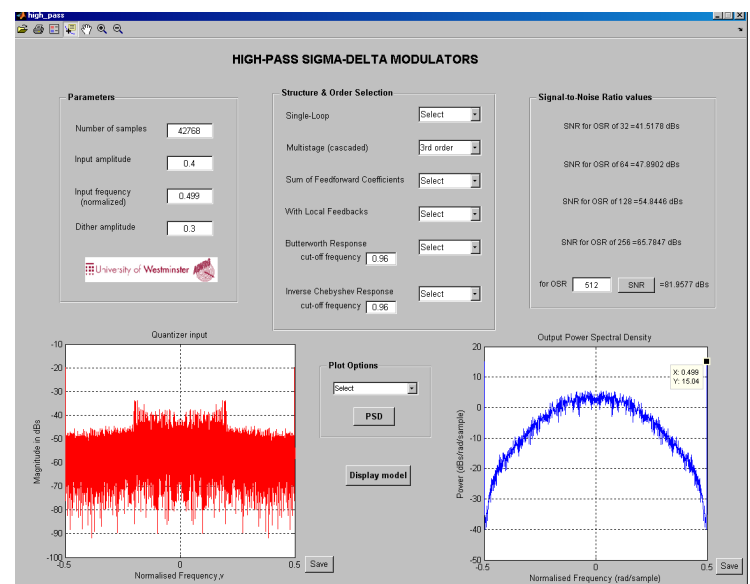 high_pass
HIGH-PASS SIGMA-DELTA MODULATORS
Parameters
Number of samples 42768
Input amplitude 0.4
Input frequency 0.499
(normalized)
Dither amplitude 0.3
University of Westminster
Structure & Order Selection
Single-Loop Select
Multistage (cascaded) 3rd order
Sum of Feedforward Coefficients Select
With Local Feedbacks Select
Butterworth Response Select
cut-off frequency 0.96
Inverse Chebyshev Response Select
cut-off frequency 0.96
Signal-to-Noise Ratio values
SNR for OSR of 32 =41.5178 dBs
SNR for OSR of 64 =47.8902 dBs
SNR for OSR of 128 =54.8446 dBs
SNR for OSR of 256 =65.7847 dBs
for OSR 512 SNR =81.9577 dBs
Quantizer input
Magnitude in dBs
-10
-20
-30
-40
-50
-60
-70
-80
-90
-100
-0.5 0 0.5
Normalised Frequency,v
Save
Plot Options
Select
PSD
Display model
Output Power Spectral Density
Power (dBs/rad/sample)
20
10
0
-10
-20
-30
-40
-50
X: 0.499
Y: 15.04
-0.5 0 0.5
Normalised Frequency (rad/sample)
Save